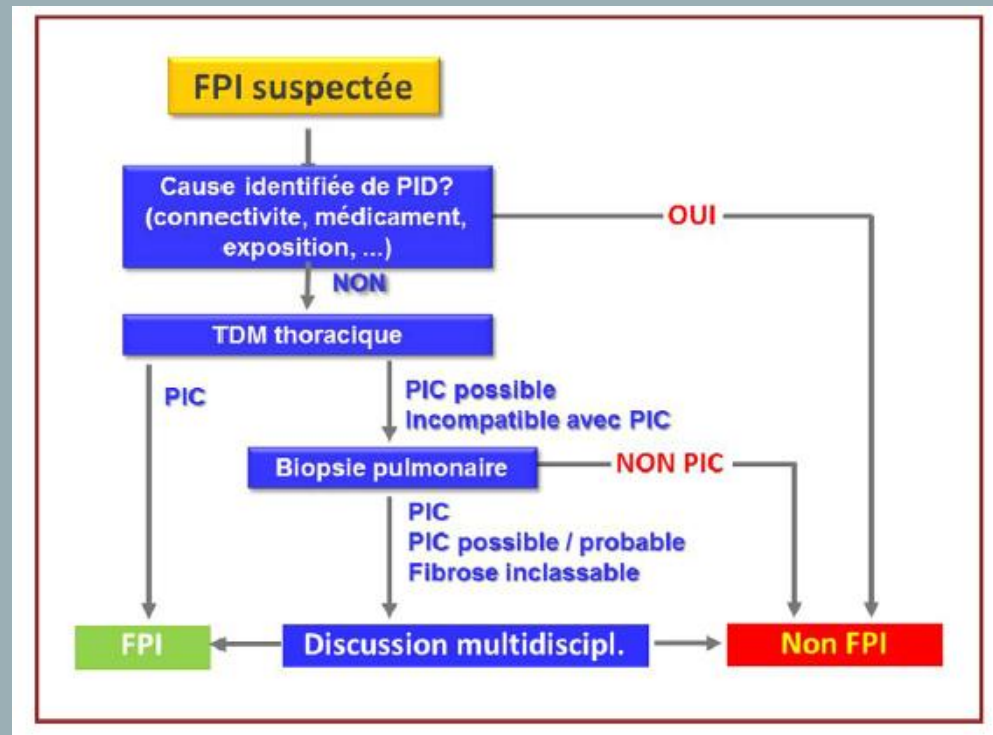 FPI suspectée
Cause identifiée de PID?
(connectivite, médicament,
exposition, ...)
OUI
NON
TDM thoracique
PIC
PIC possible
Incompatible avec PIC
Biopsie pulmonaire
NON PIC
PIC
PIC possible / probable
Fibrose inclassable
FPI
Discussion multidiscipl.
Non FPI